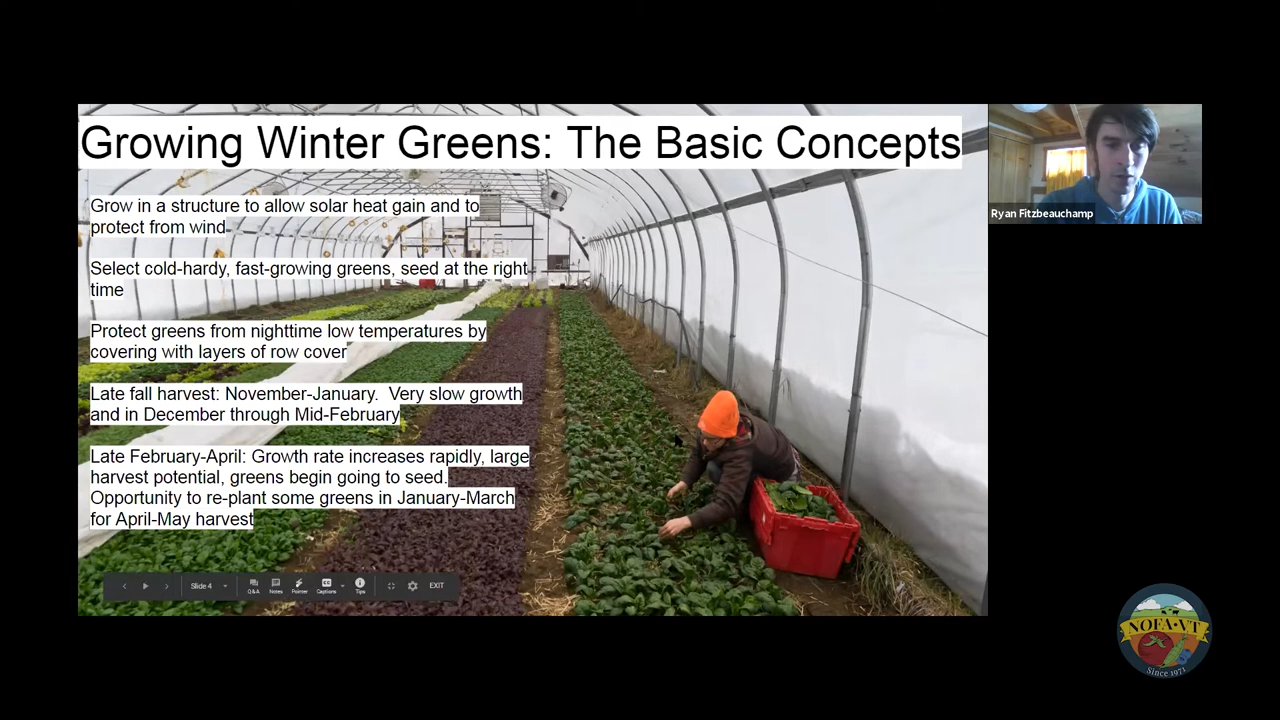 Growing Winter Greens: The Basic Concepts
Grow in a structure to allow solar heat gain and to
protect from wind
Select cold-hardy, fast-growing greens, seed at the right
time
Protect greens from nighttime low temperatures by
covering with layers of row cover
Late fall harvest: November-January.  Very slow growth
and in December through Mid-February
Late February-April: Growth rate increases rapidly, large
harvest potential, greens begin going to seed.
Opportunity to re-plant some greens in January-March
for April-May harvest
Ryan Fitzbeauchamp
Slide 4
Q&A
Notes
Pointer
Captions
Tips
EXIT
NOFA•VT
Since 1971